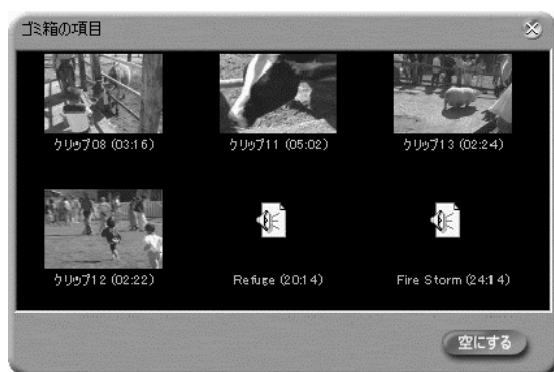 ゴミ箱の項目
クリップ08 (03:16)
クリップ11 (05:02)
クリップ13 (02:24)
クリップ12 (02:22)
Refuge (20:14)
Fire Storm (24:14)
空にする